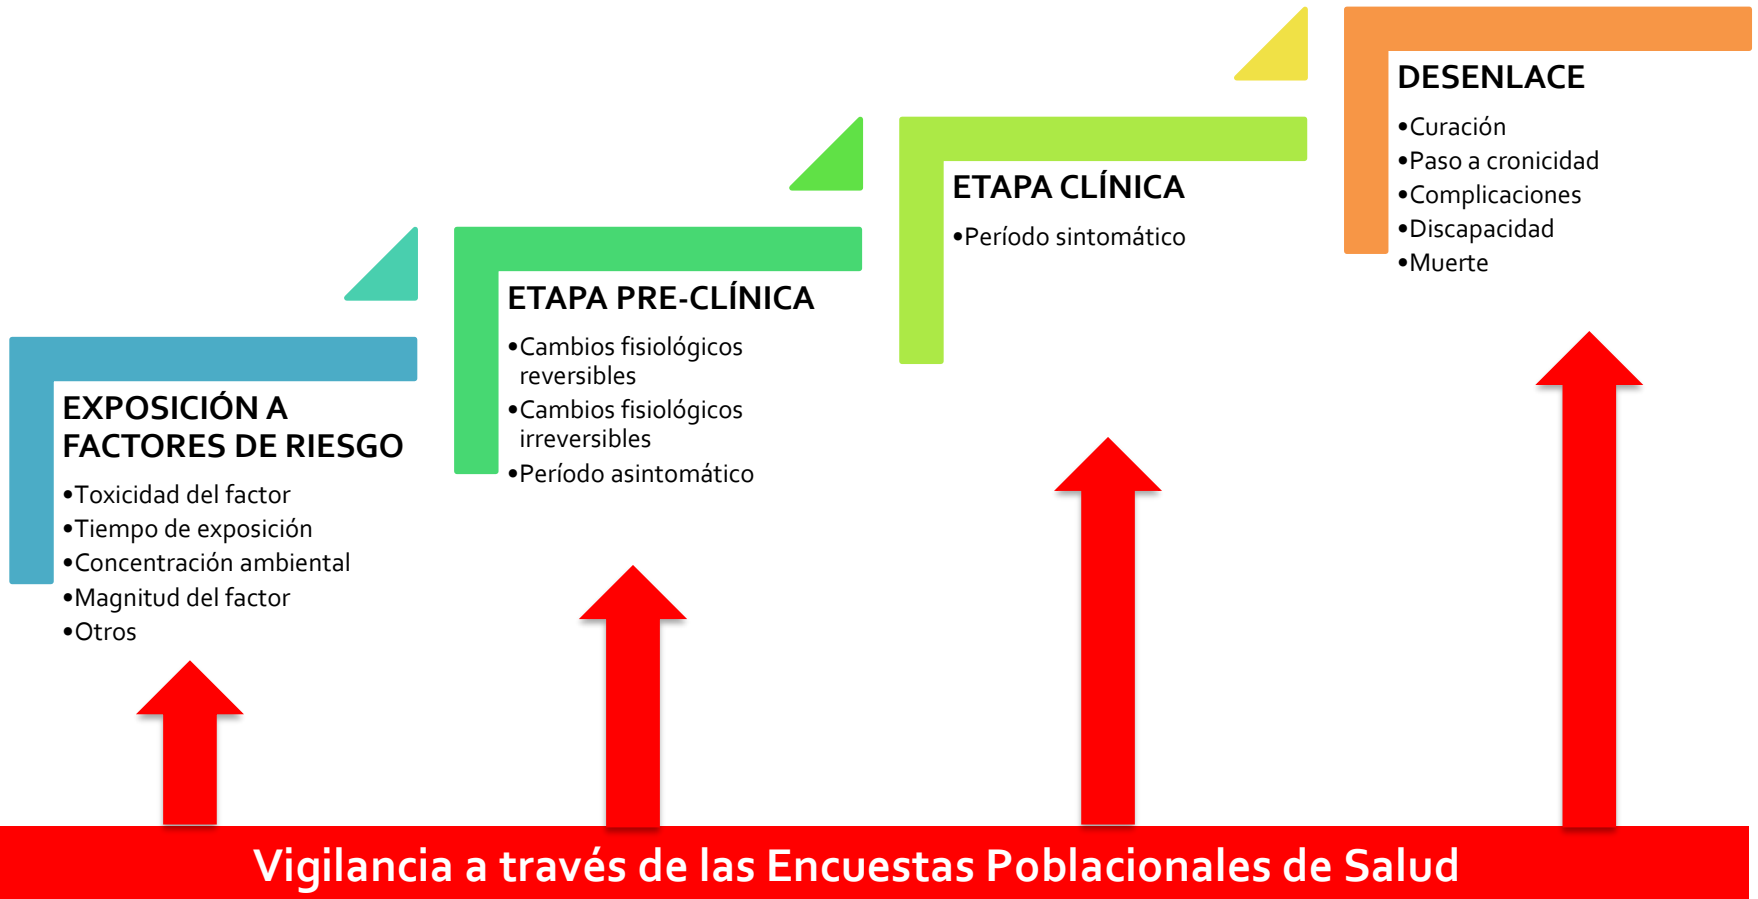 EXPOSICIÓN A
FACTORES DE RIESGO
•Toxicidad del factor
•Tiempo de exposición
•Concentración ambiental
•Magnitud del factor
•Otros
ETAPA PRE-CLÍNICA
•Cambios fisiológicos
reversibles
•Cambios fisiológicos
irreversibles
•Período asintomático
ETAPA CLÍNICA
•Período sintomático
DESENLACE
•Curación
•Paso a cronicidad
•Complicaciones
•Discapacidad
•Muerte
Vigilancia a través de las Encuestas Poblacionales de Salud